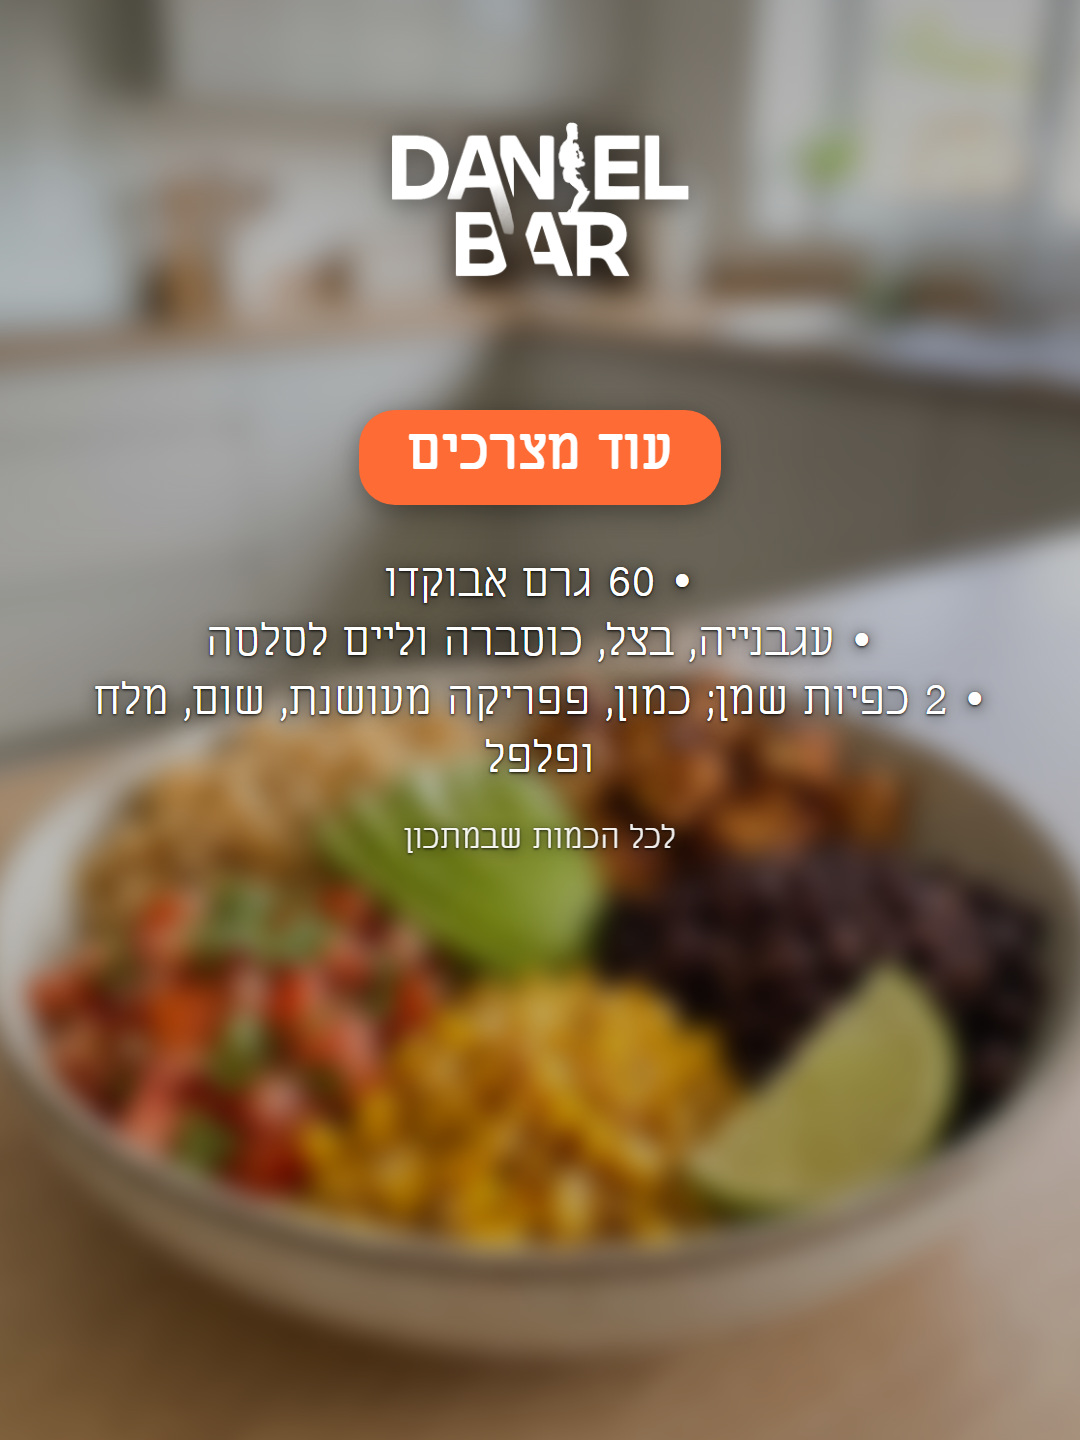 DANIEL
BAR
עוד מצרכים
• 60 גרם אבוקדו
• עגבנייה, בצל, כוסברה וליים לסלסה
• 2 כפיות שמן; כמון, פפריקה מעושנת, שום, מלח
ופלפל
לכל הכמות שבמתכון